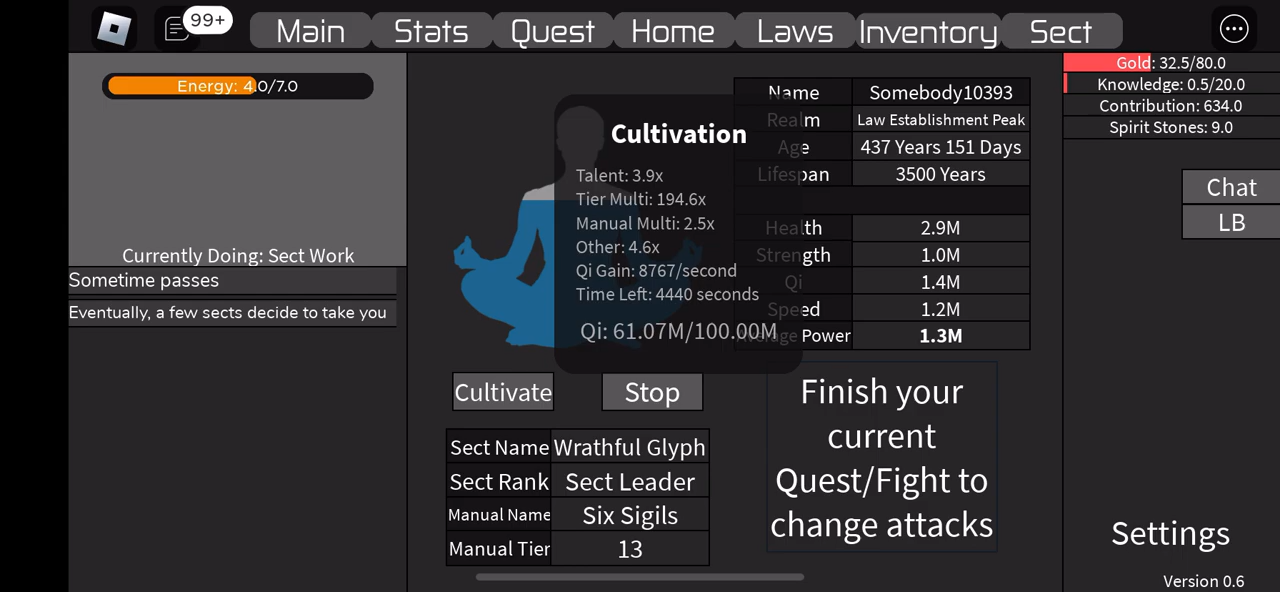 99+
Main
Stats
Quest
Home
Laws
Inventory
Sect
Energy: 4.0/7.0
Currently Doing: Sect Work
Sometime passes
Eventually, a few sects decide to take you
Cultivation
Talent: 3.9x
Tier Multi: 194.6x
Manual Multi: 2.5x
Other: 4.6x
Qi Gain: 8767/second
Time Left: 4440 seconds
Qi: 61.07M/100.00M
Cultivate
Stop
Sect Name Wrathful Glyph
Sect Rank Sect Leader
Manual Name Six Sigils
Manual Tier 13
Name Somebody10393
Realm Law Establishment Peak
Age 437 Years 151 Days
Lifespan 3500 Years
Health 2.9M
Strength 1.0M
Qi 1.4M
Speed 1.2M
Average Power 1.3M
Finish your
current
Quest/Fight to
change attacks
Gold: 32.5/80.0
Knowledge: 0.5/20.0
Contribution: 634.0
Spirit Stones: 9.0
Chat
LB
Settings
Version 0.6